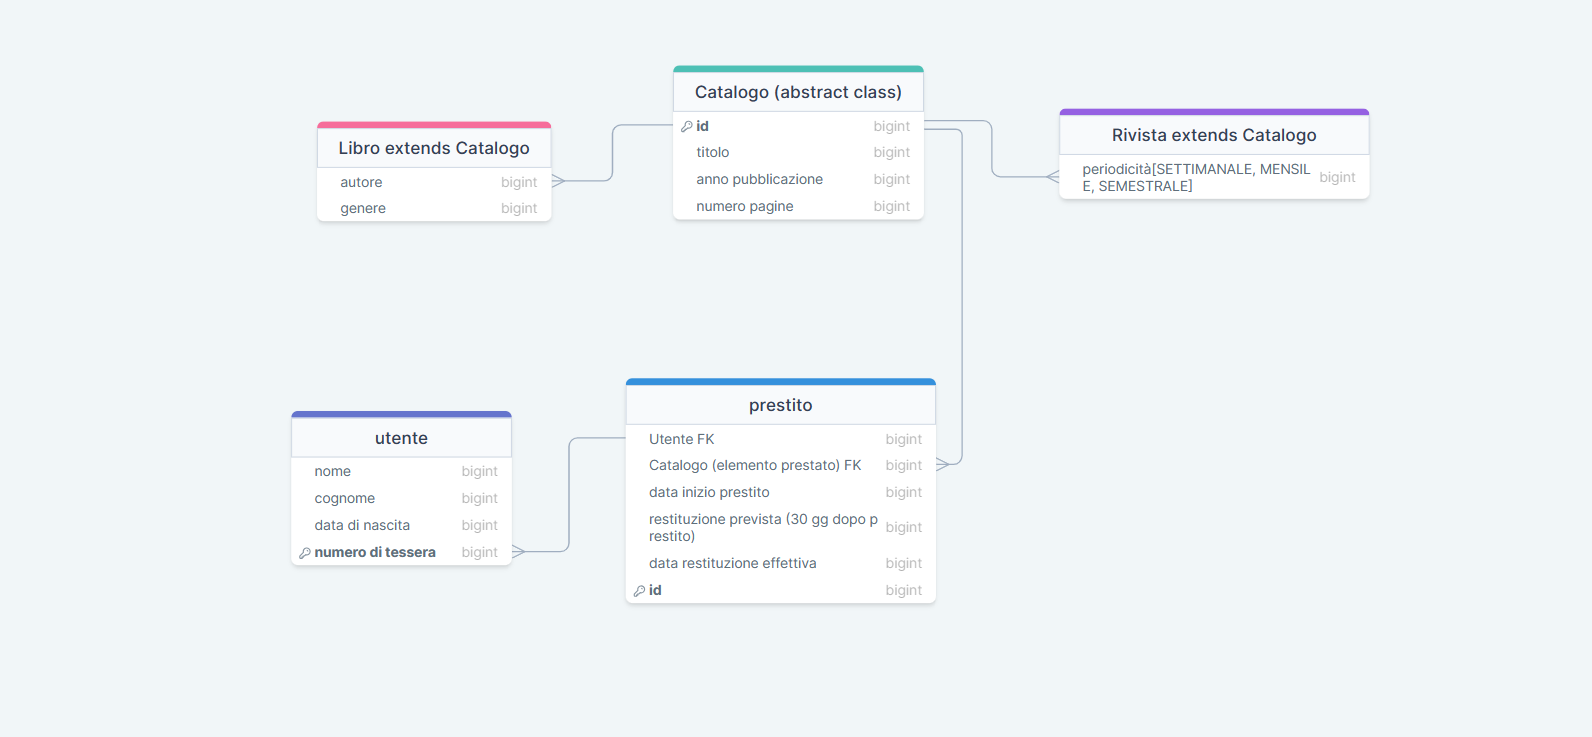 Catalogo (abstract class)
id bigint
titolo bigint
anno pubblicazione bigint
numero pagine bigint
Libro extends Catalogo
autore bigint
genere bigint
Rivista extends Catalogo
periodicità[SETTIMANALE, MENSIL
E, SEMESTRALE] bigint
prestito
Utente FK bigint
Catalogo (elemento prestato) FK bigint
data inizio prestito bigint
restituzione prevista (30 gg dopo p
restito) bigint
data restituzione effettiva bigint
id bigint
utente
nome bigint
cognome bigint
data di nascita bigint
numero di tessera bigint